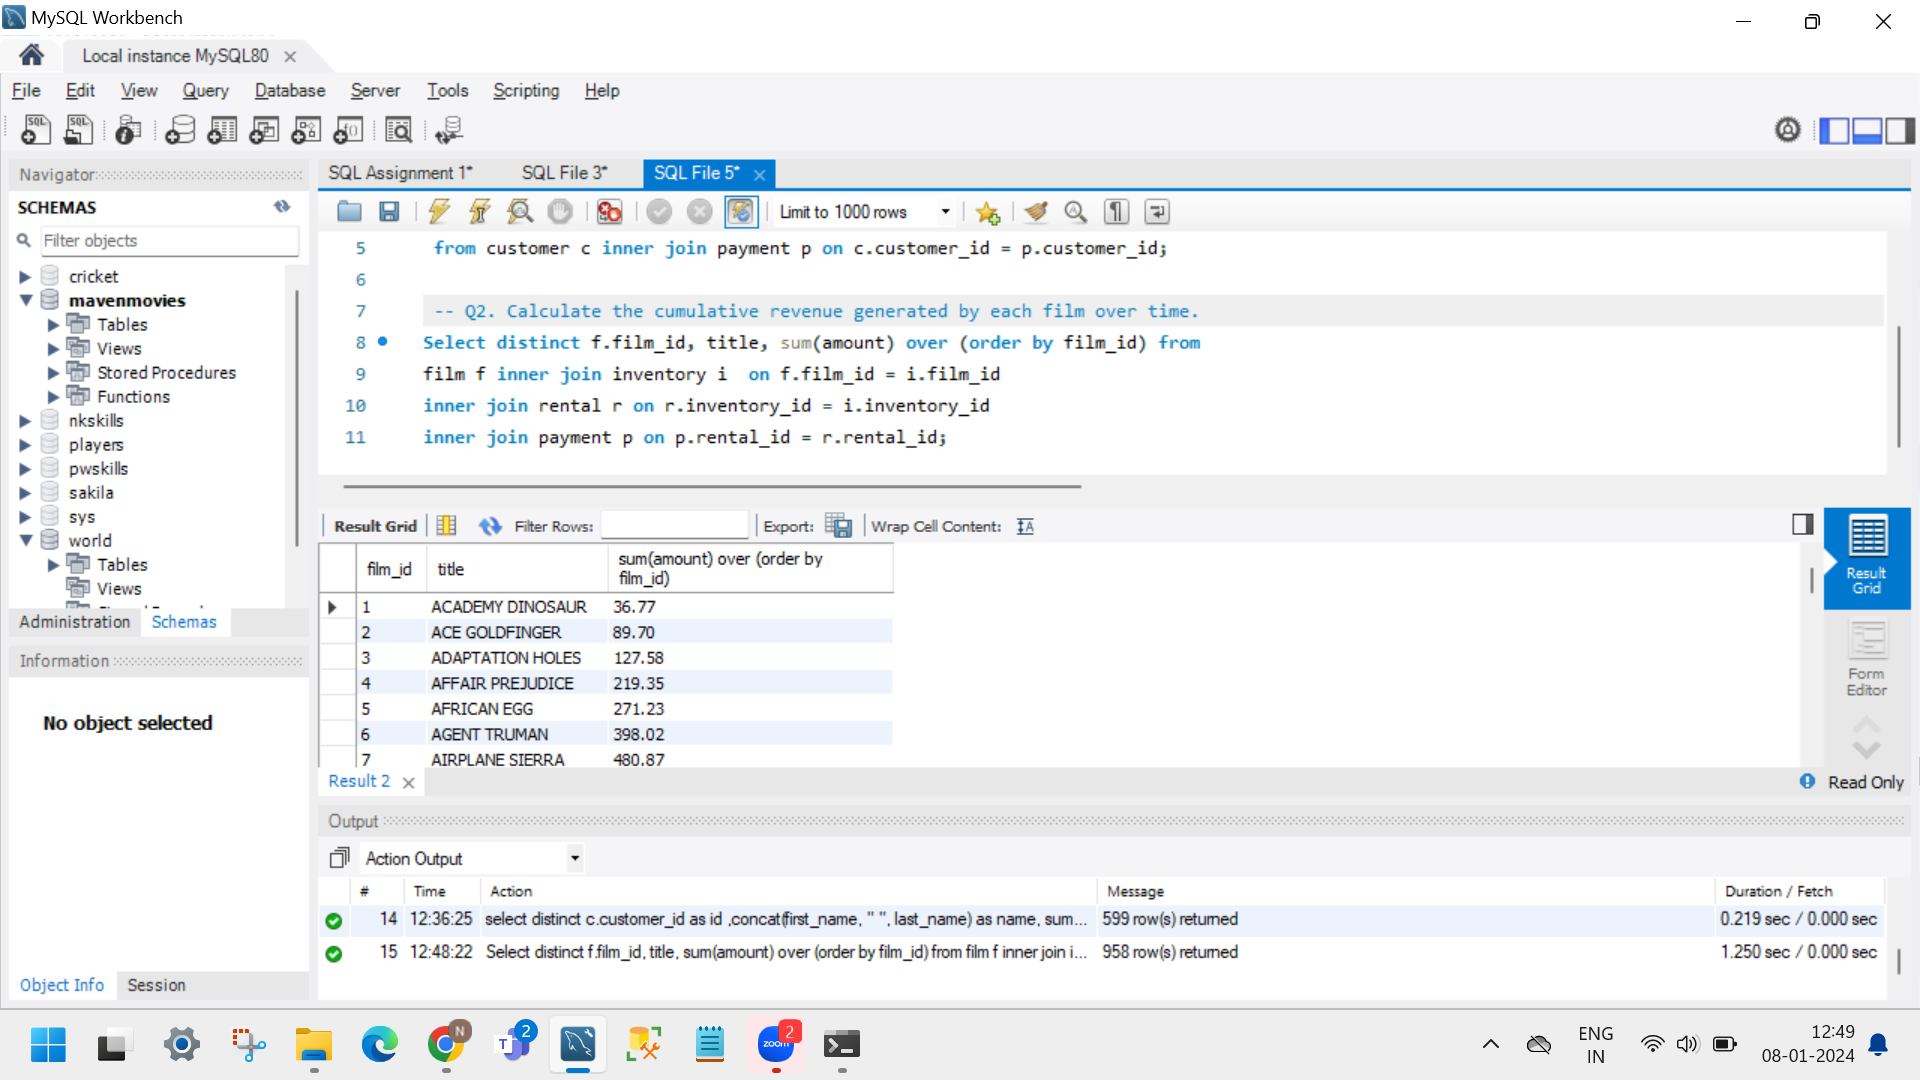 MySQL Workbench
Local instance MySQL80
File Edit View Query Database Server Tools Scripting Help
Navigator
SCHEMAS
Filter objects
cricket
mavenmovies
Tables
Views
Stored Procedures
Functions
nkskills
players
pwskills
sakila
sys
world
Tables
Views
Administration Schemas
Information
No object selected
Object Info Session
SQL Assignment 1* SQL File 3* SQL File 5*
Limit to 1000 rows
5 from customer c inner join payment p on c.customer_id = p.customer_id;
6
7 -- Q2. Calculate the cumulative revenue generated by each film over time.
8 Select distinct f.film_id, title, sum(amount) over (order by film_id) from
9 film f inner join inventory i  on f.film_id = i.film_id
10 inner join rental r on r.inventory_id = i.inventory_id
11 inner join payment p on p.rental_id = r.rental_id;
Result Grid Filter Rows: Export: Wrap Cell Content:
film_id title sum(amount) over (order by film_id)
1 ACADEMY DINOSAUR 36.77
2 ACE GOLDFINGER 89.70
3 ADAPTATION HOLES 127.58
4 AFFAIR PREJUDICE 219.35
5 AFRICAN EGG 271.23
6 AGENT TRUMAN 398.02
7 AIRPLANE SIERRA 480.87
Result Grid
Form Editor
Result 2
Read Only
Output
Action Output
# Time Action Message Duration / Fetch
14 12:36:25 select distinct c.customer_id as id ,concat(first_name, " ", last_name) as name, sum... 599 row(s) returned 0.219 sec / 0.000 sec
15 12:48:22 Select distinct f.film_id, title, sum(amount) over (order by film_id) from film f inner join i... 958 row(s) returned 1.250 sec / 0.000 sec
N
2
T
zoom
2
ENG
IN
12:49
08-01-2024